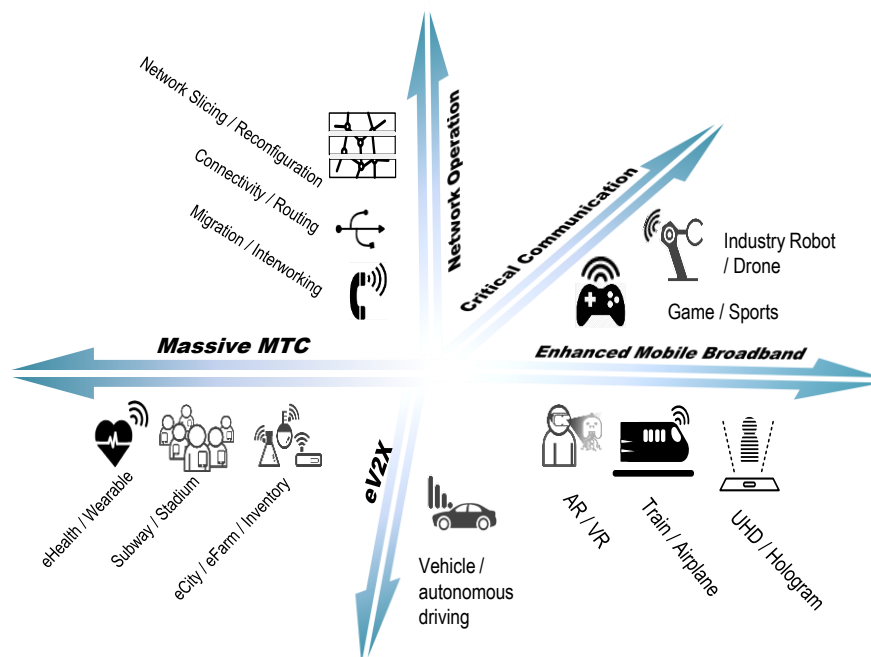 Network Slicing / Reconfiguration
Connectivity / Routing
Migration / Interworking
Network Operation
Critical Communication
Industry Robot
/ Drone
Game / Sports
Massive MTC
Enhanced Mobile Broadband
eHealth / Wearable
Subway / Stadium
eCity / eFarm / Inventory
eV2X
Vehicle /
autonomous
driving
AR / VR
Train / Airplane
UHD / Hologram